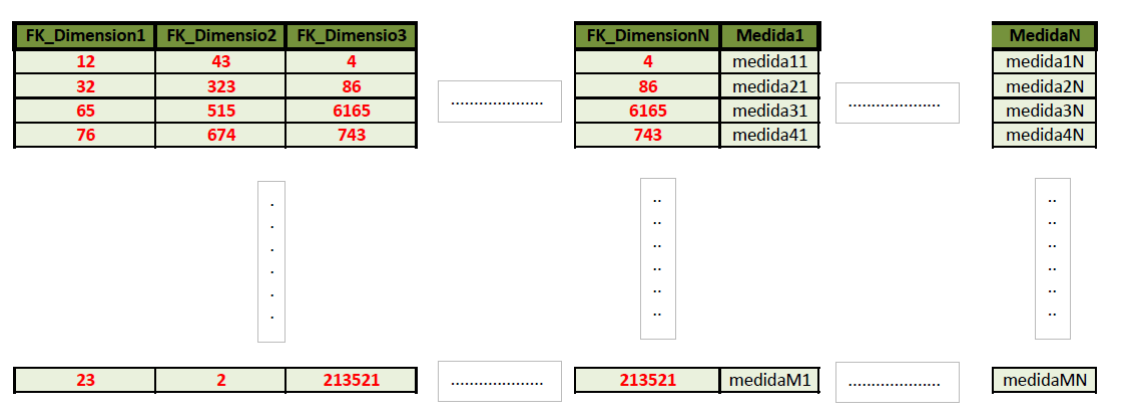 FK_Dimension1 FK_Dimensio2 FK_Dimensio3 FK_DimensionN Medida1 MedidaN
12 43 4 4 medida11 medida1N
32 323 86 .................... 86 medida21 .................... medida2N
65 515 6165 6165 medida31 medida3N
76 674 743 743 medida41 medida4N
. .. ..
. .. ..
. .. ..
. .. ..
. .. ..
. .. ..
23 2 213521 .................... 213521 medidaM1 .................... medidaMN